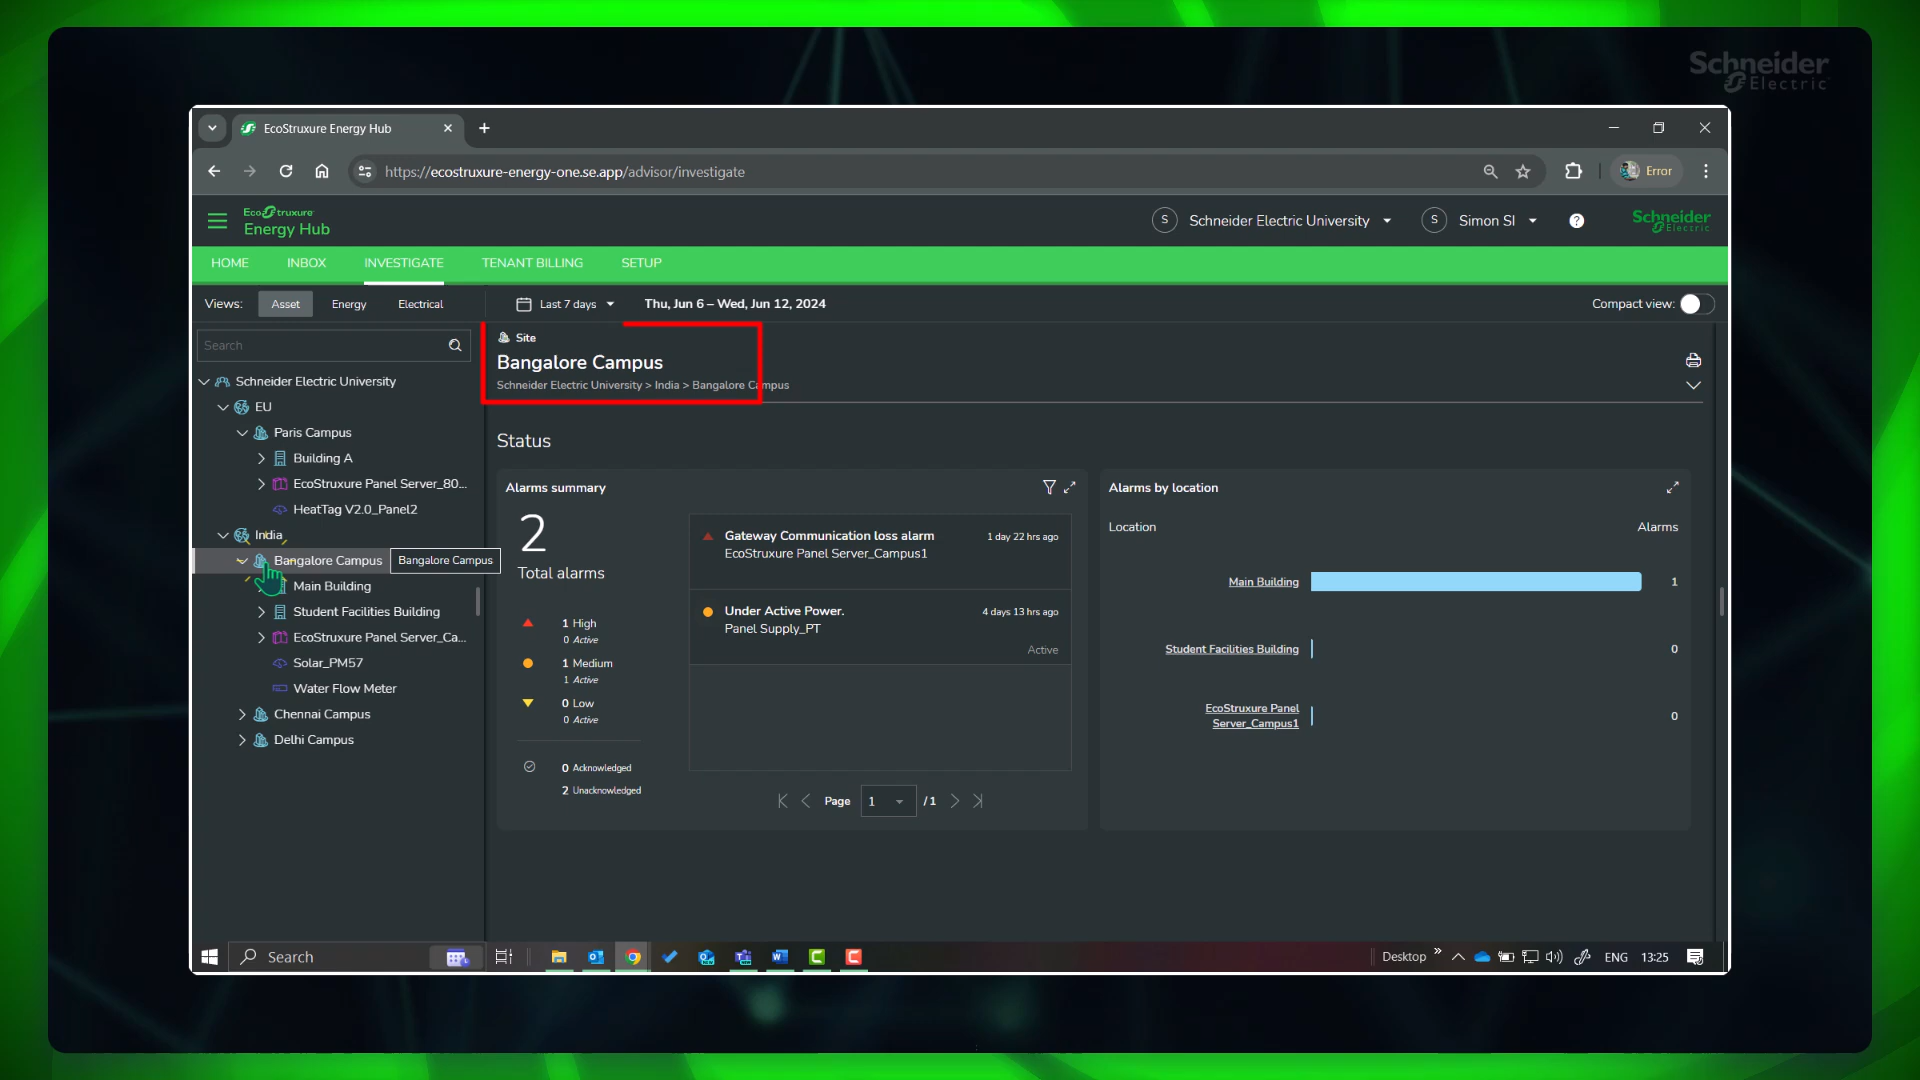 Schneider
Electric
EcoStruxure Energy Hub
https://ecostruxure-energy-one.se.app/advisor/investigate
Error
EcoStruxure
Energy Hub
S
Schneider Electric University
S
Simon SI
?
Schneider
Electric
HOME
INBOX
INVESTIGATE
TENANT BILLING
SETUP
Views:
Asset
Energy
Electrical
Last 7 days
Thu, Jun 6 – Wed, Jun 12, 2024
Compact view:
Search
Schneider Electric University
EU
Paris Campus
Building A
EcoStruxure Panel Server_80...
HeatTag V2.0_Panel2
India
Bangalore Campus
Bangalore Campus
Main Building
Student Facilities Building
EcoStruxure Panel Server_Ca...
Solar_PM57
Water Flow Meter
Chennai Campus
Delhi Campus
Site
Bangalore Campus
Schneider Electric University > India > Bangalore Campus
Status
Alarms summary
2
Total alarms
1 High
0 Active
1 Medium
1 Active
0 Low
0 Active
0 Acknowledged
2 Unacknowledged
Gateway Communication loss alarm
1 day 22 hrs ago
EcoStruxure Panel Server_Campus1
Under Active Power.
4 days 13 hrs ago
Panel Supply_PT
Active
Page
1
/ 1
Alarms by location
Location
Alarms
Main Building
1
Student Facilities Building
0
EcoStruxure Panel
Server_Campus1
0
Search
Desktop
ENG
13:25